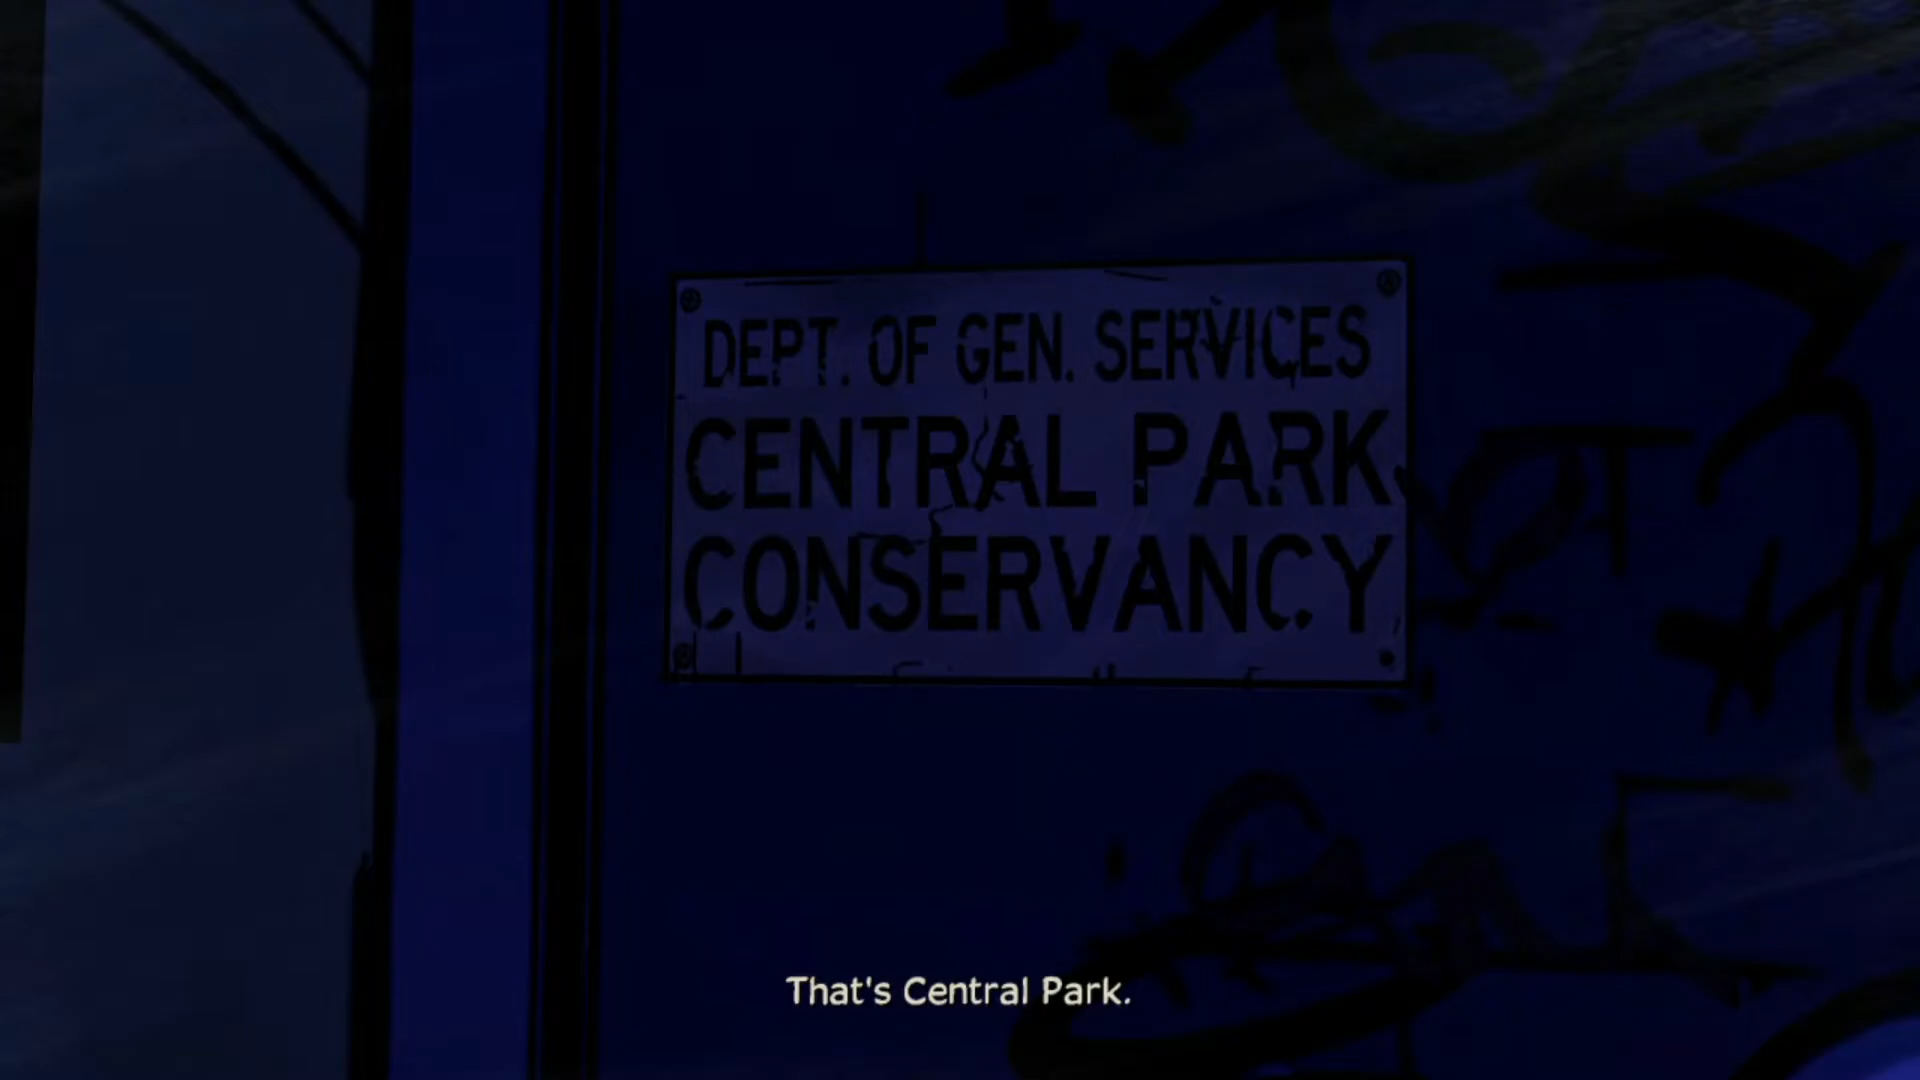 DEPT. OF GEN. SERVICES
CENTRAL PARK
CONSERVANCY
That's Central Park.